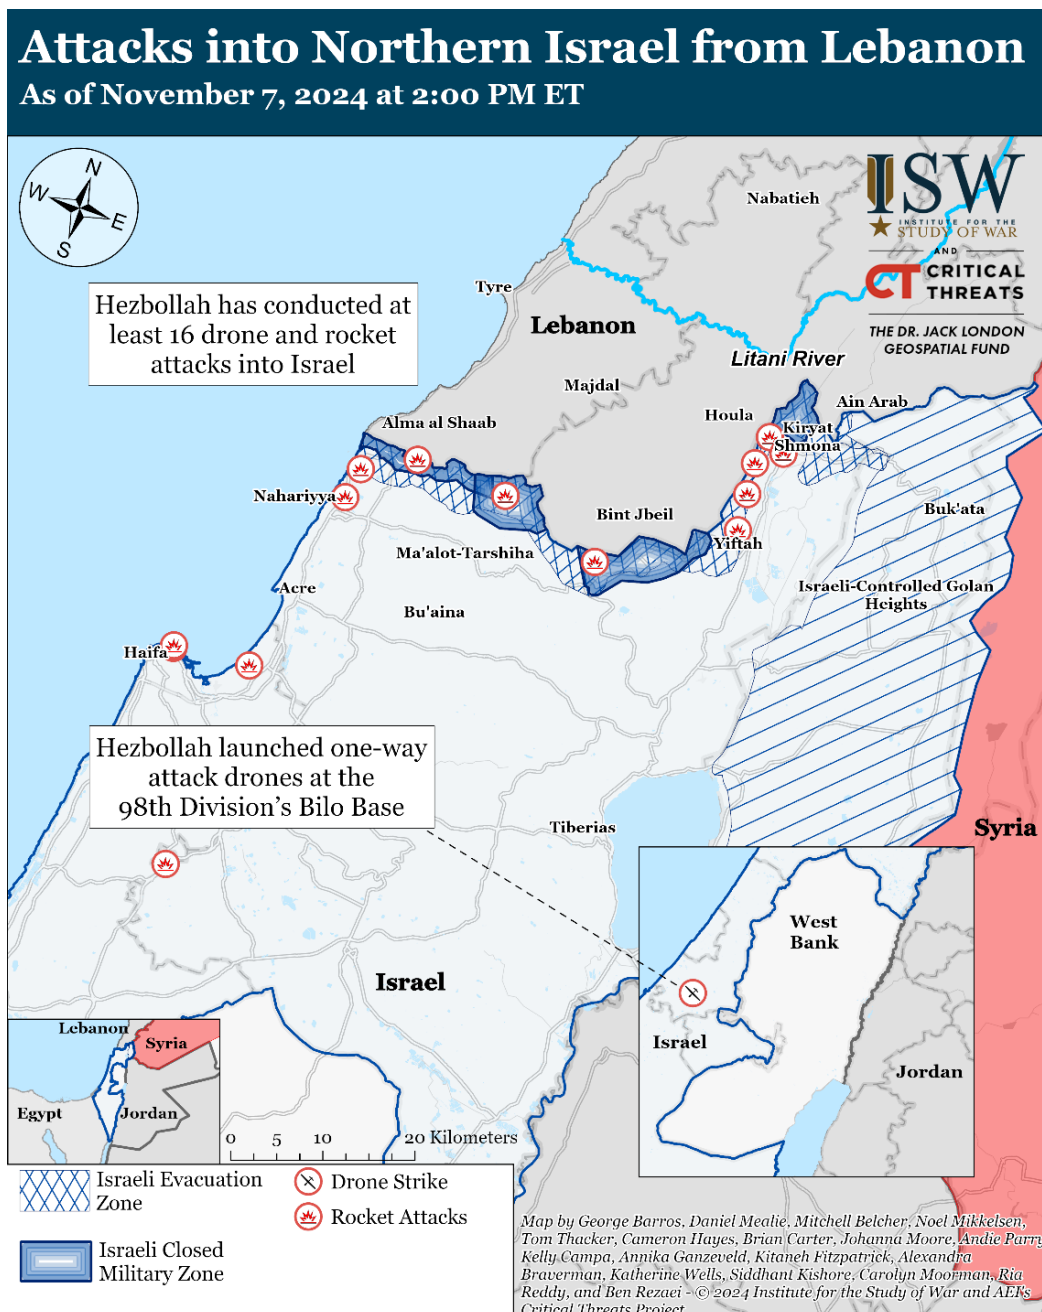 Attacks into Northern Israel from Lebanon
As of November 7, 2024 at 2:00 PM ET
N
W
E
S
ISW
INSTITUTE FOR THE
STUDY OF WAR
AND
CT CRITICAL
THREATS
THE DR. JACK LONDON
GEOSPATIAL FUND
Nabatieh
Tyre
Hezbollah has conducted at
least 16 drone and rocket
attacks into Israel
Lebanon
Litani River
Majdal
Ain Arab
Houla
Alma al Shaab
Kiryat
Shmona
Nahariyya
Buk'ata
Bint Jbeil
Yiftah
Ma'alot-Tarshiha
Israeli-Controlled Golan
Heights
Acre
Bu'aina
Haifa
Hezbollah launched one-way
attack drones at the
98th Division's Bilo Base
Tiberias
Syria
West
Bank
Israel
Israel
Jordan
Lebanon
Syria
Egypt
Jordan
0 5 10 20 Kilometers
Israeli Evacuation
Zone
Drone Strike
Rocket Attacks
Israeli Closed
Military Zone
Map by George Barros, Daniel Mealie, Mitchell Belcher, Noel Mikkelsen,
Tom Thacker, Cameron Hayes, Brian Carter, Johanna Moore, Andie Parry,
Kelly Campa, Annika Ganzeveld, Kitaneh Fitzpatrick, Alexandra
Braverman, Katherine Wells, Siddhant Kishore, Carolyn Moorman, Ria
Reddy, and Ben Rezaei - © 2024 Institute for the Study of War and AEI's
Critical Threats Project